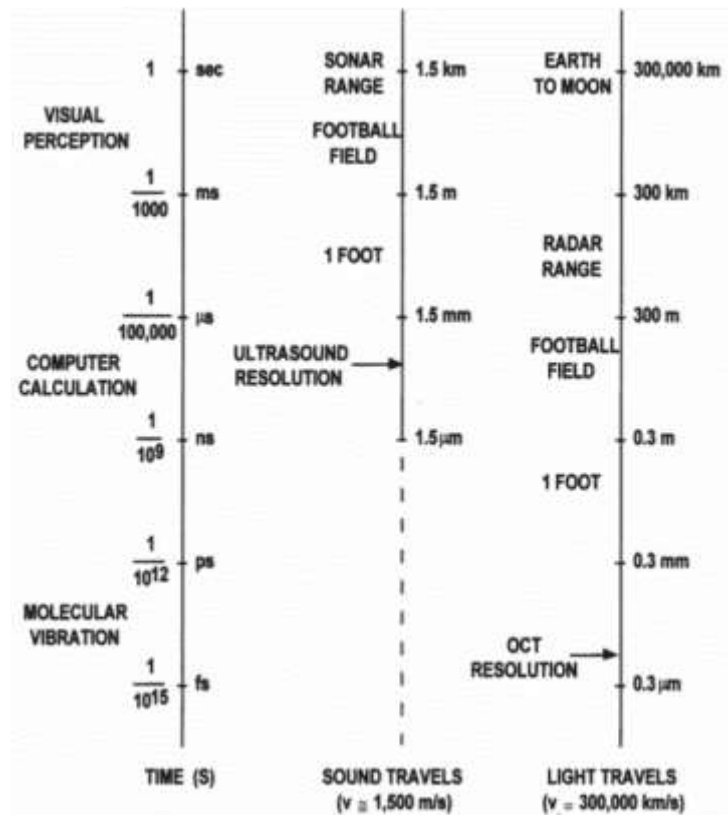 1 sec
VISUAL
PERCEPTION
1
1000 ms
1
100,000 μs
COMPUTER
CALCULATION
1
10⁹ ns
1
10¹² ps
MOLECULAR
VIBRATION
1
10¹⁵ fs
TIME (S)
SONAR
RANGE
1.5 km
FOOTBALL
FIELD
1.5 m
1 FOOT
1.5 mm
ULTRASOUND
RESOLUTION
1.5 μm
SOUND TRAVELS
(v ≅ 1,500 m/s)
EARTH
TO MOON
300,000 km
300 km
RADAR
RANGE
300 m
FOOTBALL
FIELD
0.3 m
1 FOOT
0.3 mm
OCT
RESOLUTION
0.3 μm
LIGHT TRAVELS
(v = 300,000 km/s)